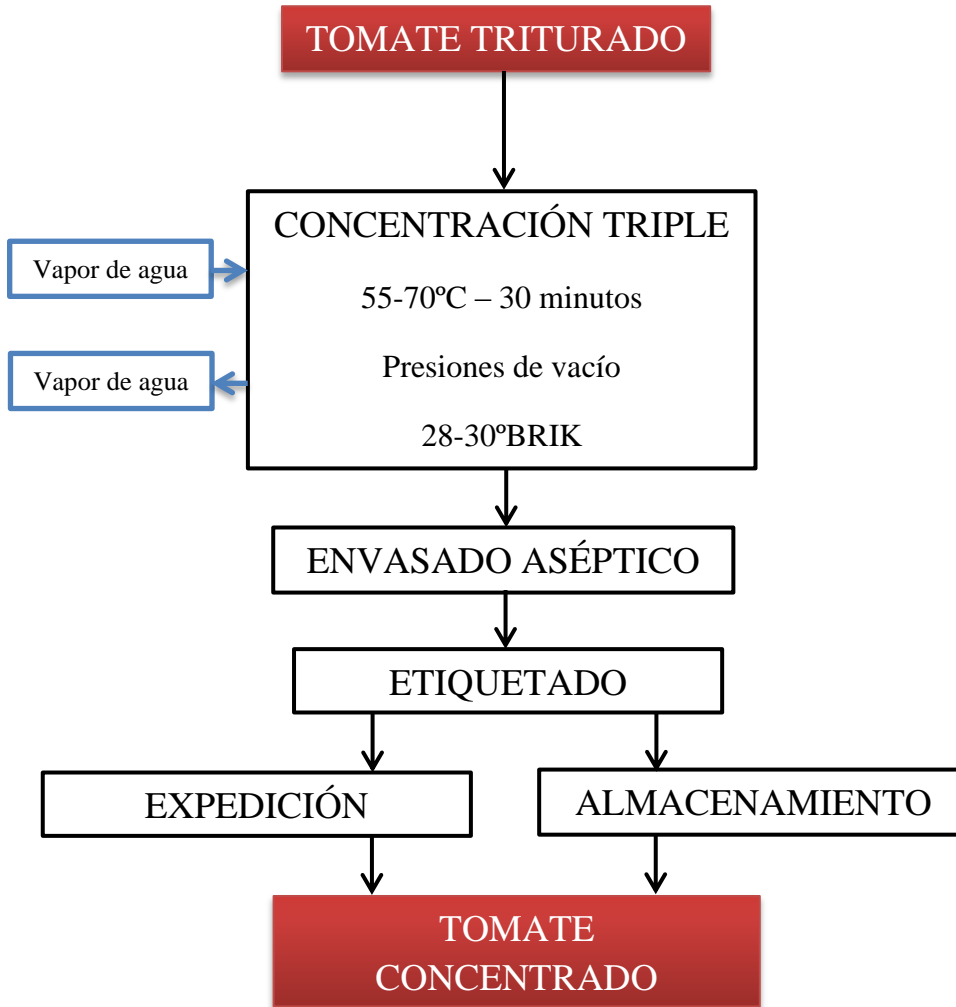 TOMATE TRITURADO
CONCENTRACIÓN TRIPLE
Vapor de agua
55-70ºC – 30 minutos
Presiones de vacío
Vapor de agua
28-30ºBRIK
ENVASADO ASÉPTICO
ETIQUETADO
EXPEDICIÓN
ALMACENAMIENTO
TOMATE
CONCENTRADO